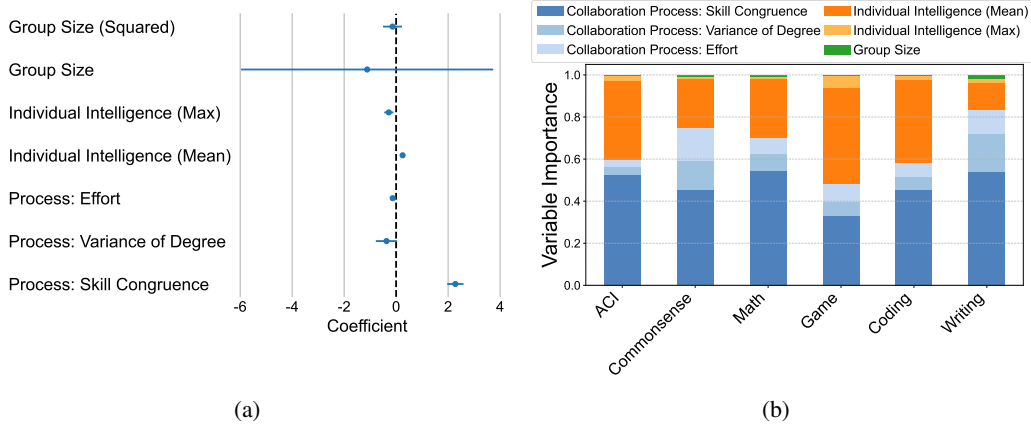 Group Size (Squared)
Group Size
Individual Intelligence (Max)
Individual Intelligence (Mean)
Process: Effort
Process: Variance of Degree
Process: Skill Congruence
-6
-4
-2
0
2
4
Coefficient
(a)
Collaboration Process: Skill Congruence
Collaboration Process: Variance of Degree
Collaboration Process: Effort
Individual Intelligence (Mean)
Individual Intelligence (Max)
Group Size
Variable Importance
1.0
0.8
0.6
0.4
0.2
0.0
ACI
Commonsense
Math
Game
Coding
Writing
(b)